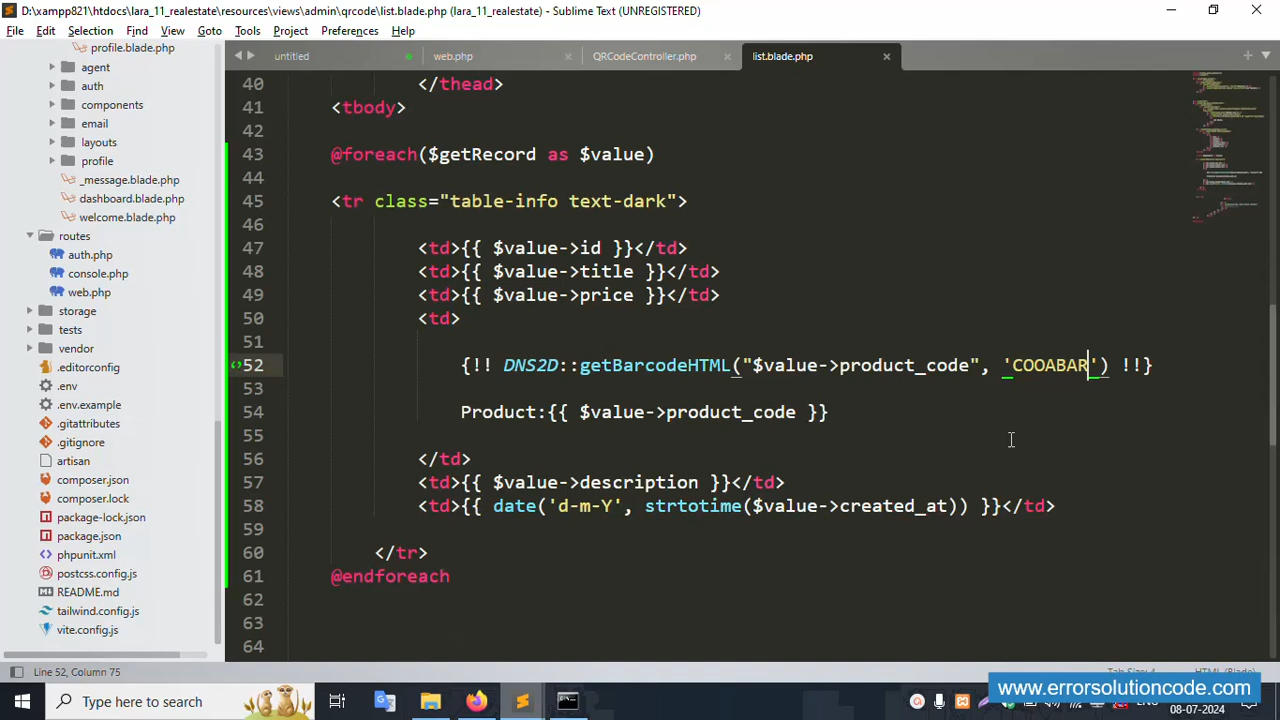 D:\xampp821\htdocs\lara_11_realestate\resources\views\admin\qrcode\list.blade.php (lara_11_realestate) - Sublime Text (UNREGISTERED)
File Edit Selection Find View Goto Tools Project Preferences Help
profile.blade.php
agent
auth
components
email
layouts
profile
_message.blade.php
dashboard.blade.php
welcome.blade.php
routes
auth.php
console.php
web.php
storage
tests
vendor
.editorconfig
.env
.env.example
.gitattributes
.gitignore
artisan
composer.json
composer.lock
package-lock.json
package.json
phpunit.xml
postcss.config.js
README.md
tailwind.config.js
vite.config.js
untitled web.php QRCodeController.php list.blade.php
40 </thead>
41 <tbody>
42
43 @foreach($getRecord as $value)
44
45 <tr class="table-info text-dark">
46
47 <td>{{ $value->id }}</td>
48 <td>{{ $value->title }}</td>
49 <td>{{ $value->price }}</td>
50 <td>
51
52 {!! DNS2D::getBarcodeHTML("$value->product_code", 'COOABAR') !!}
53
54 Product:{{ $value->product_code }}
55
56 </td>
57 <td>{{ $value->description }}</td>
58 <td>{{ date('d-m-Y', strtotime($value->created_at)) }}</td>
59
60 </tr>
61 @endforeach
62
63
64
Line 52, Column 75
Type here to search
www.errorsolutioncode.com
08-07-2024